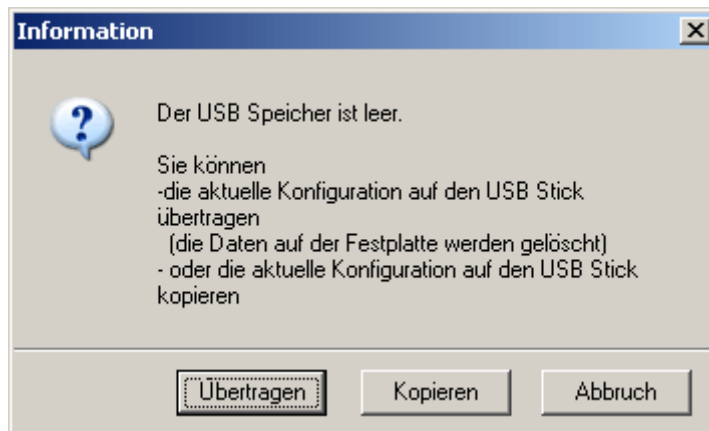 Information
Der USB Speicher ist leer.
Sie können
-die aktuelle Konfiguration auf den USB Stick
übertragen
(die Daten auf der Festplatte werden gelöscht)
- oder die aktuelle Konfiguration auf den USB Stick
kopieren
Übertragen Kopieren Abbruch